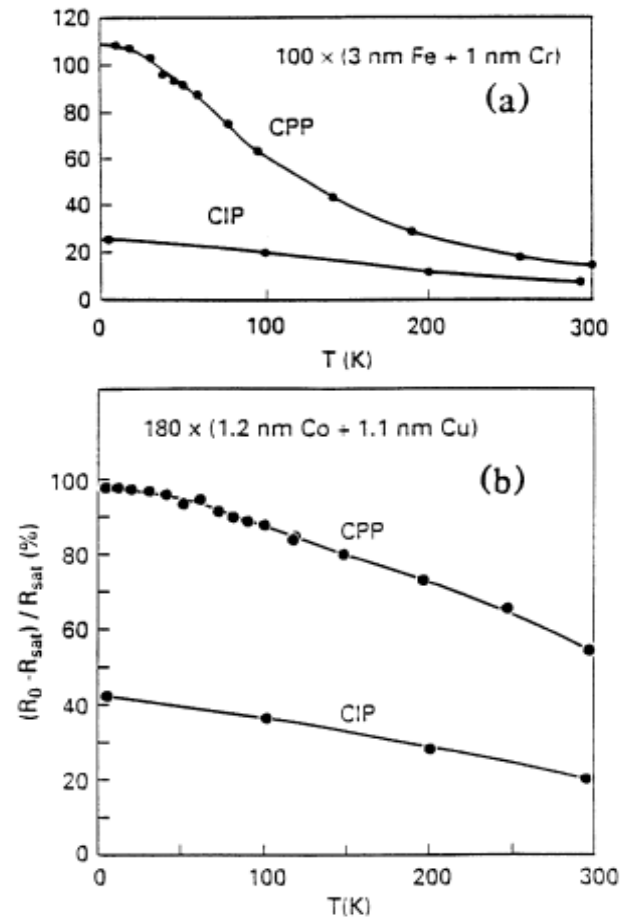 120
100 × (3 nm Fe + 1 nm Cr)
100
(a)
80
CPP
60
40
CIP
20
0
0 100 200 300
T (K)
180 × (1.2 nm Co + 1.1 nm Cu)
(b)
100
CPP
80
60
(R0 -Rsat) / Rsat (%)
40
CIP
20
0
0 100 200 300
T(K)